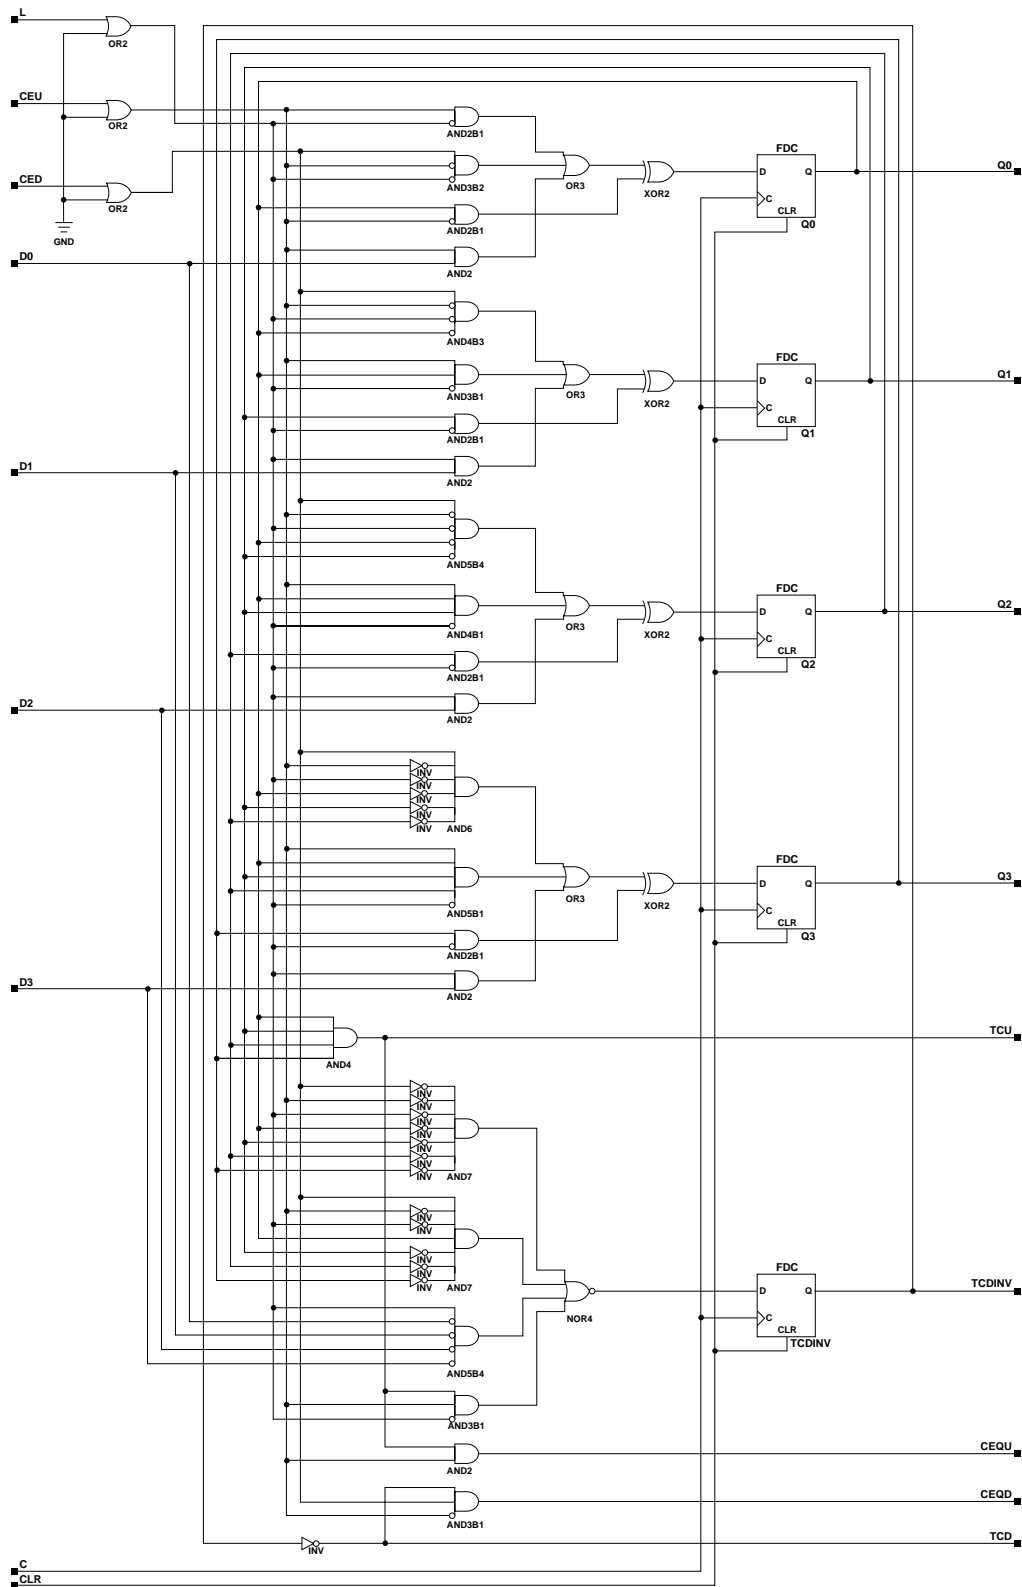 L
OR2
CEU
OR2
AND2B1
CED
OR2
GND
AND3B2
OR3
XOR2
FDC
D
Q
C
CLR
Q0
Q0
AND2B1
D0
AND2
AND4B3
AND3B1
OR3
XOR2
FDC
D
Q
C
CLR
Q1
Q1
AND2B1
D1
AND2
AND5B4
AND4B1
OR3
XOR2
FDC
D
Q
C
CLR
Q2
Q2
AND2B1
D2
AND2
INV
INV
INV
INV
INV
AND6
AND5B1
OR3
XOR2
FDC
D
Q
C
CLR
Q3
Q3
AND2B1
D3
AND2
AND4
TCU
INV
INV
INV
INV
INV
INV
INV
AND7
INV
INV
INV
INV
INV
AND7
NOR4
FDC
D
Q
C
CLR
TCDINV
TCDINV
AND5B4
AND3B1
AND2
CEQU
AND3B1
CEQD
INV
TCD
C
CLR